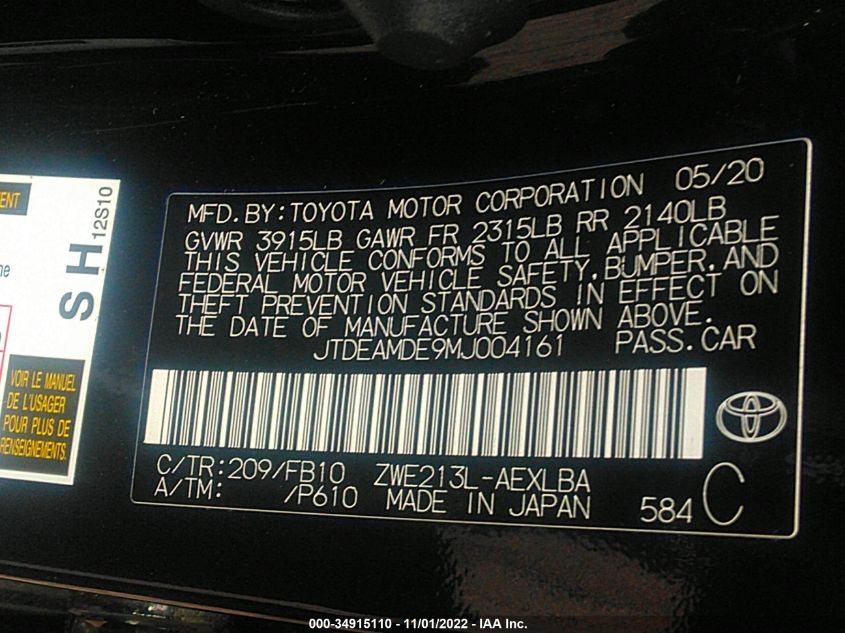 ENT
ne
SH
12S10
VOIR LE MANUEL
DE L'USAGER
POUR PLUS DE
RENSEIGNEMENTS.
MFD.BY:TOYOTA MOTOR CORPORATION 05/20
GVWR 3915LB GAWR FR 2315LB RR 2140LB
THIS VEHICLE CONFORMS TO ALL APPLICABLE
FEDERAL MOTOR VEHICLE SAFETY,BUMPER,AND
THEFT PREVENTION STANDARDS IN EFFECT ON
THE DATE OF MANUFACTURE SHOWN ABOVE.
JTDEAMDE9MJ004161 PASS.CAR
C/TR:209/FB10 ZWE213L-AEXLBA
A/TM: /P610 MADE IN JAPAN 584 C
000-34915110 - 11/01/2022 - IAA Inc.